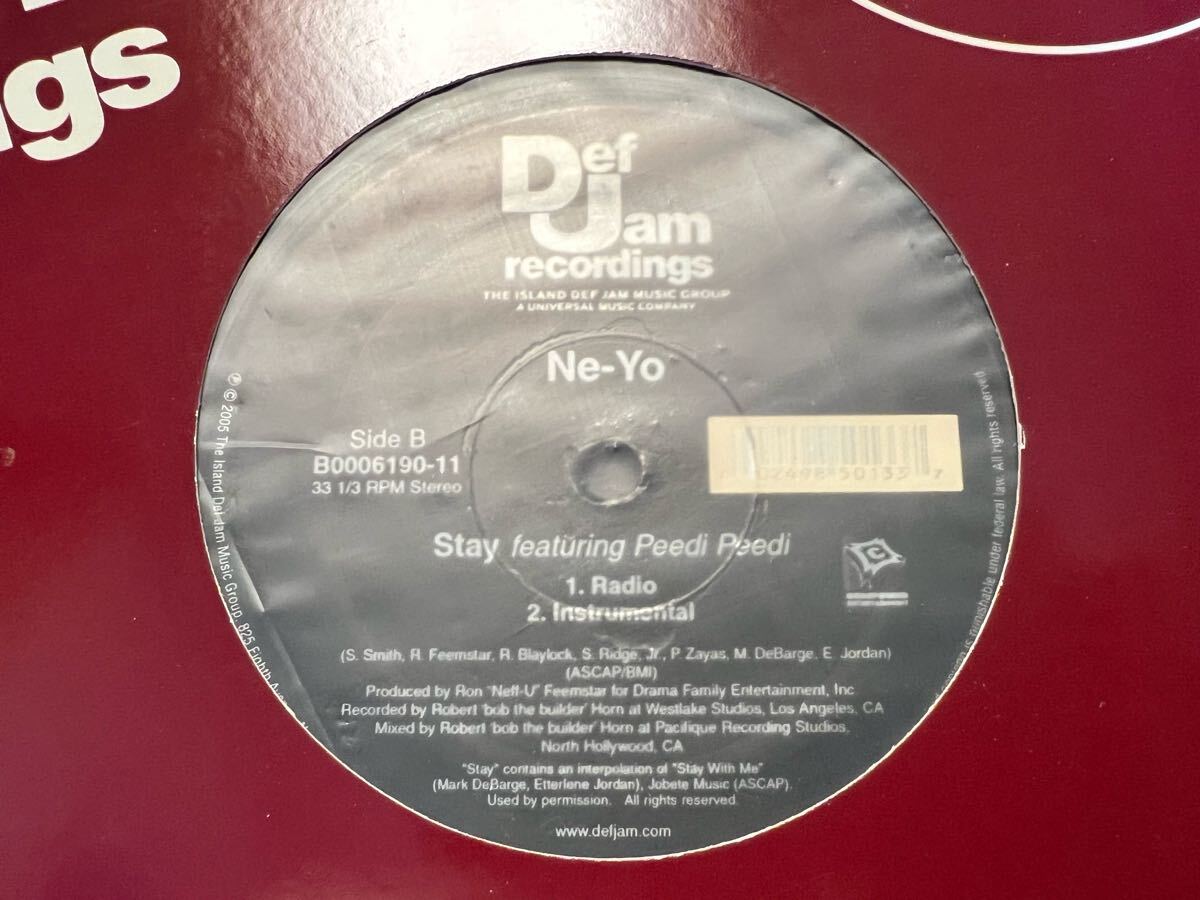 ngs
Def
Jam
recordings
THE ISLAND DEF JAM MUSIC GROUP
A UNIVERSAL MUSIC COMPANY
Ne-Yo
Side B
B0006190-11
33 1/3 RPM Stereo
Stay featuring Peedi Peedi
1. Radio
2. Instrumental
(S. Smith, R. Feemstar, R. Blaylock, S. Ridge, Jr., P. Zayas, M. DeBarge, E. Jordan)
(ASCAP/BMI)
Produced by Ron "Neff-U" Feemstar for Drama Family Entertainment, Inc
Recorded by Robert 'bob the builder' Horn at Westlake Studios, Los Angeles, CA
Mixed by Robert 'bob the builder' Horn at Pacifique Recording Studios,
North Hollywood, CA
"Stay" contains an interpolation of "Stay With Me"
(Mark DeBarge, Etterlene Jordan), Jobete Music (ASCAP).
Used by permission. All rights reserved.
www.defjam.com
℗ © 2005 The Island Def Jam Music Group, 825 Eighth Ave
is punishable under federal law. All rights reserved.